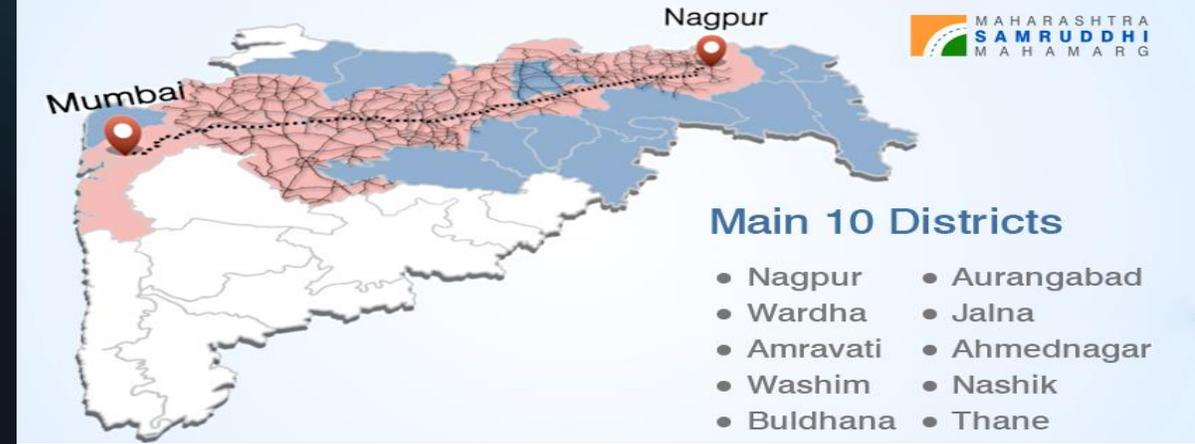 Nagpur
MAHARASHTRA
SAMRUDDHI
MAHAMARG
Mumbai
Main 10 Districts
• Nagpur
• Wardha
• Amravati
• Washim
• Buldhana
• Aurangabad
• Jalna
• Ahmednagar
• Nashik
• Thane